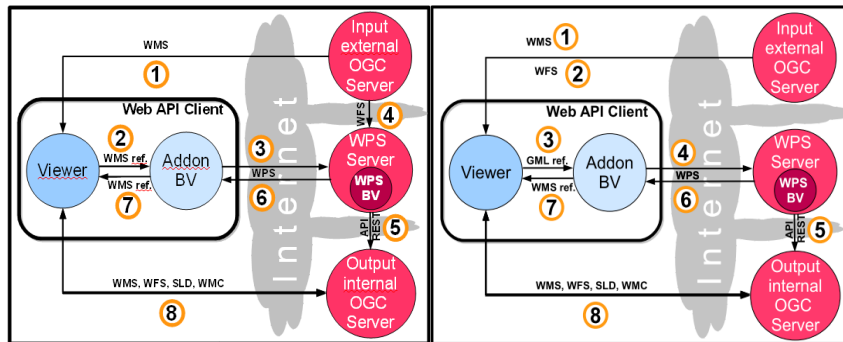 WMS
1
Input
external
OGC
Server
4
WFS
Web API Client
2
WMS ref.
Viewer
Addon
BV
WMS ref.
7
3
WPS
6
Internet
WPS
Server
WPS
BV
API
REST
5
WMS, WFS, SLD, WMC
8
Output
internal
OGC
Server
WMS
1
WFS
2
Input
external
OGC
Server
Web API Client
3
GML ref.
Viewer
Addon
BV
WMS ref.
7
4
WPS
6
Internet
WPS
Server
WPS
BV
API
REST
5
WMS, WFS, SLD, WMC
8
Output
internal
OGC
Server